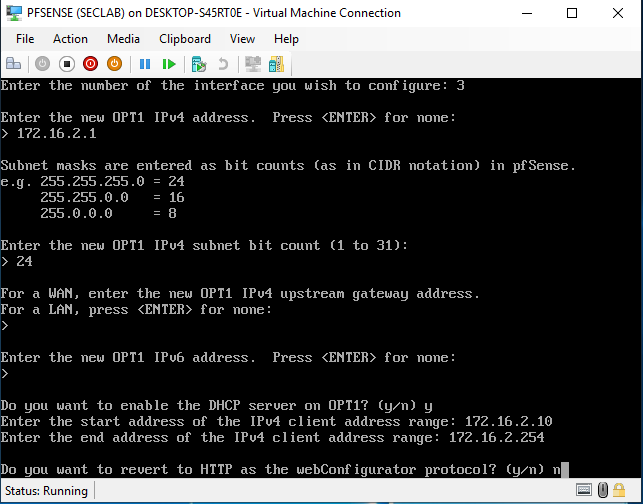 PFSENSE (SECLAB) on DESKTOP-S45RT0E - Virtual Machine Connection
File Action Media Clipboard View Help
Enter the number of the interface you wish to configure: 3
Enter the new OPT1 IPv4 address.  Press <ENTER> for none:
> 172.16.2.1
Subnet masks are entered as bit counts (as in CIDR notation) in pfSense.
e.g. 255.255.255.0 = 24
     255.255.0.0   = 16
     255.0.0.0     = 8
Enter the new OPT1 IPv4 subnet bit count (1 to 31):
> 24
For a WAN, enter the new OPT1 IPv4 upstream gateway address.
For a LAN, press <ENTER> for none:
>
Enter the new OPT1 IPv6 address.  Press <ENTER> for none:
>
Do you want to enable the DHCP server on OPT1? (y/n) y
Enter the start address of the IPv4 client address range: 172.16.2.10
Enter the end address of the IPv4 client address range: 172.16.2.254
Do you want to revert to HTTP as the webConfigurator protocol? (y/n) n
Status: Running